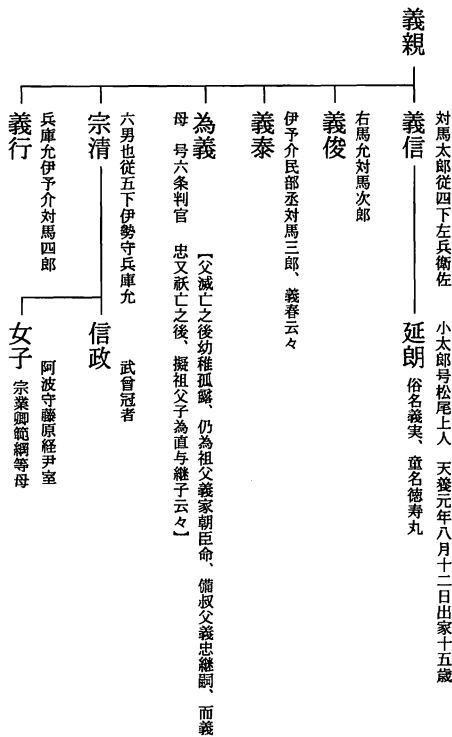 義親
対馬太郎従四下左兵衛佐
義信
小太郎号松尾上人　天養元年八月十二日出家十五歳
延朗
俗名義実、童名徳寿丸
右馬允対馬次郎
義俊
伊予介民部丞対馬三郎、義春云々
義泰
為義
【父滅亡之後幼稚孤露、仍為祖父義家朝臣命、備叔父義忠継嗣、而義
母　号六条判官　忠又祇亡之後、擬祖父子為直与継子云々】
六男也従五下伊勢守兵庫允
宗清
武曾冠者
信政
阿波守藤原経尹室
女子
宗業卿範綱等母
兵庫允伊予介対馬四郎
義行